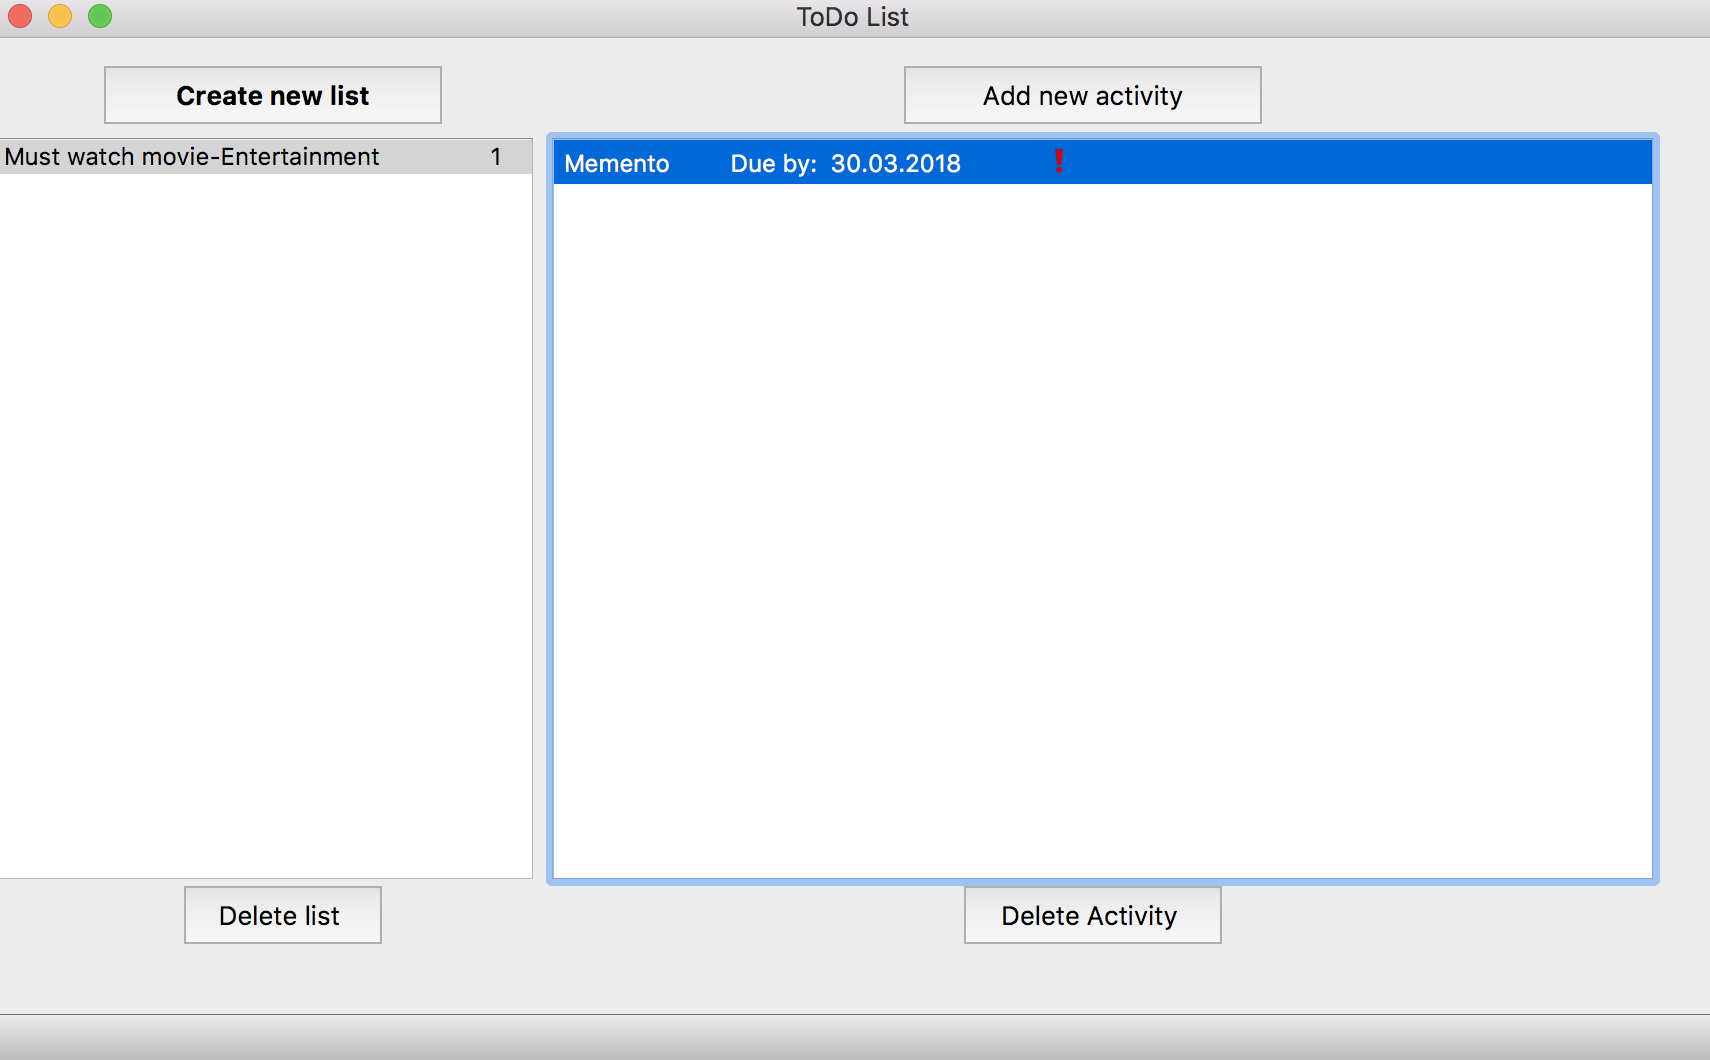 ToDo List
Create new list
Add new activity
Must watch movie-Entertainment 1
Memento Due by: 30.03.2018 !
Delete list
Delete Activity